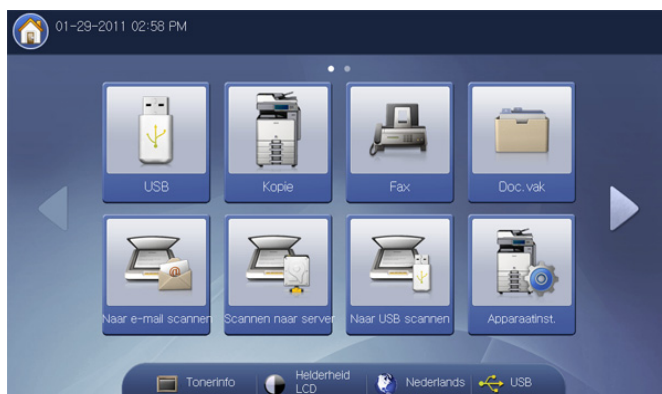 01-29-2011 02:58 PM
USB
Kopie
Fax
Doc. vak
Naar e-mail scannen
Scannen naar server
Naar USB scannen
Apparaatinst.
Tonerinfo
Helderheid
LCD
Nederlands
USB